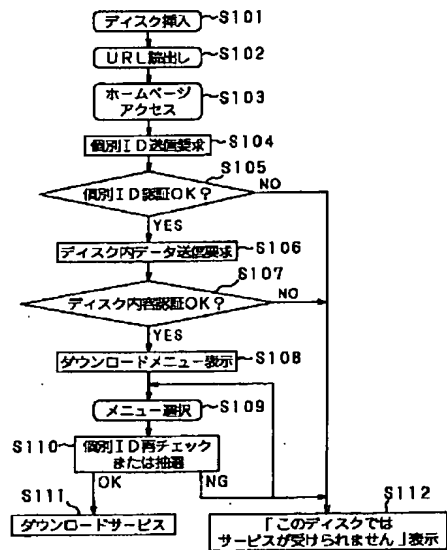 ディスク挿入
S101
URL読出し
S102
ホームページ
アクセス
S103
個別ID送信要求
S104
S105
個別ID認証OK?
NO
YES
ディスク内データ送信要求
S106
S107
ディスク内容認証OK?
NO
YES
ダウンロードメニュー表示
S108
メニュー選択
S109
S110
個別ID再チェック
または抽選
OK
NG
S111
ダウンロードサービス
S112
「このディスクでは
サービスが受けられません」表示